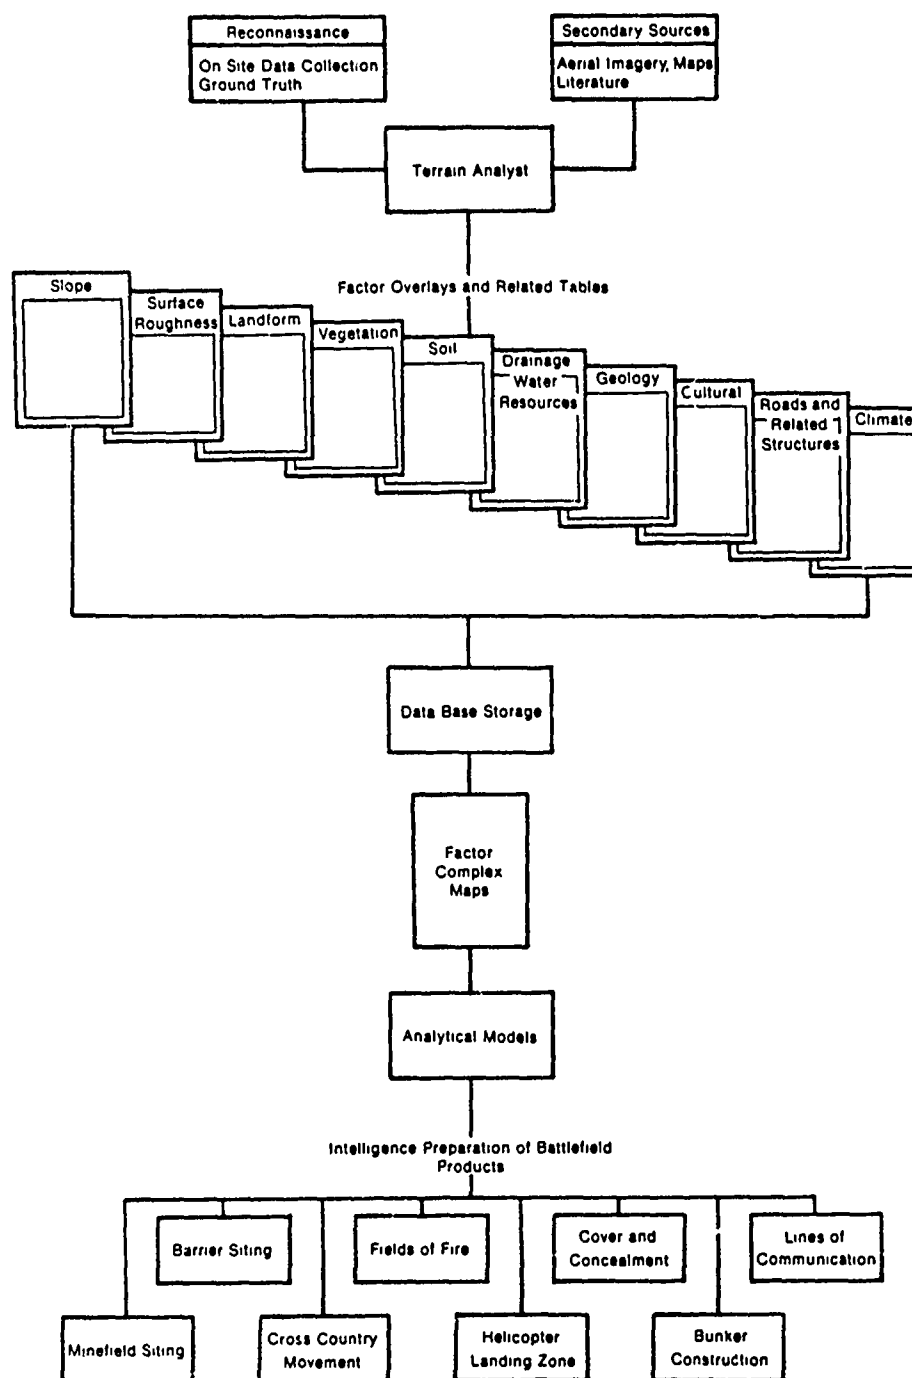 Reconnaissance
On Site Data Collection
Ground Truth
Secondary Sources
Aerial Imagery, Maps
Literature
Terrain Analyst
Factor Overlays and Related Tables
Slope
Surface
Roughness
Landform
Vegetation
Soil
Drainage
Water
Resources
Geology
Cultural
Roads and
Related
Structures
Climate
Data Base Storage
Factor
Complex
Maps
Analytical Models
Intelligence Preparation of Battlefield
Products
Barrier Siting
Fields of Fire
Cover and
Concealment
Lines of
Communication
Minefield Siting
Cross Country
Movement
Helicopter
Landing Zone
Bunker
Construction